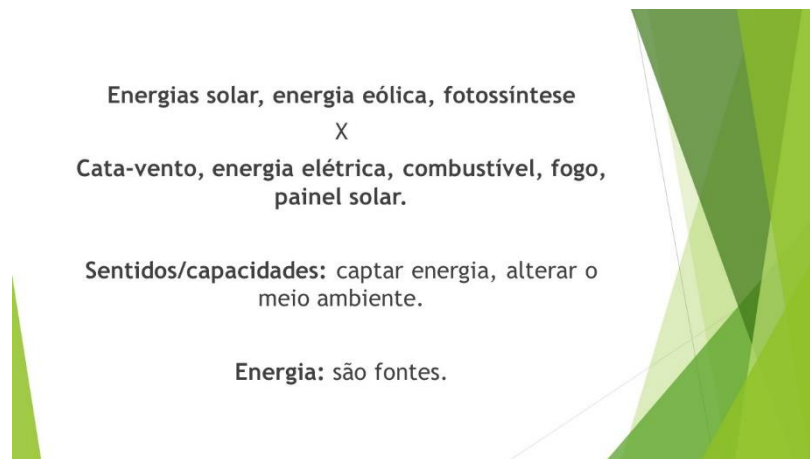 Energias solar, energia eólica, fotossíntese
X
Cata-vento, energia elétrica, combustível, fogo,
painel solar.
Sentidos/capacidades: captar energia, alterar o
meio ambiente.
Energia: são fontes.